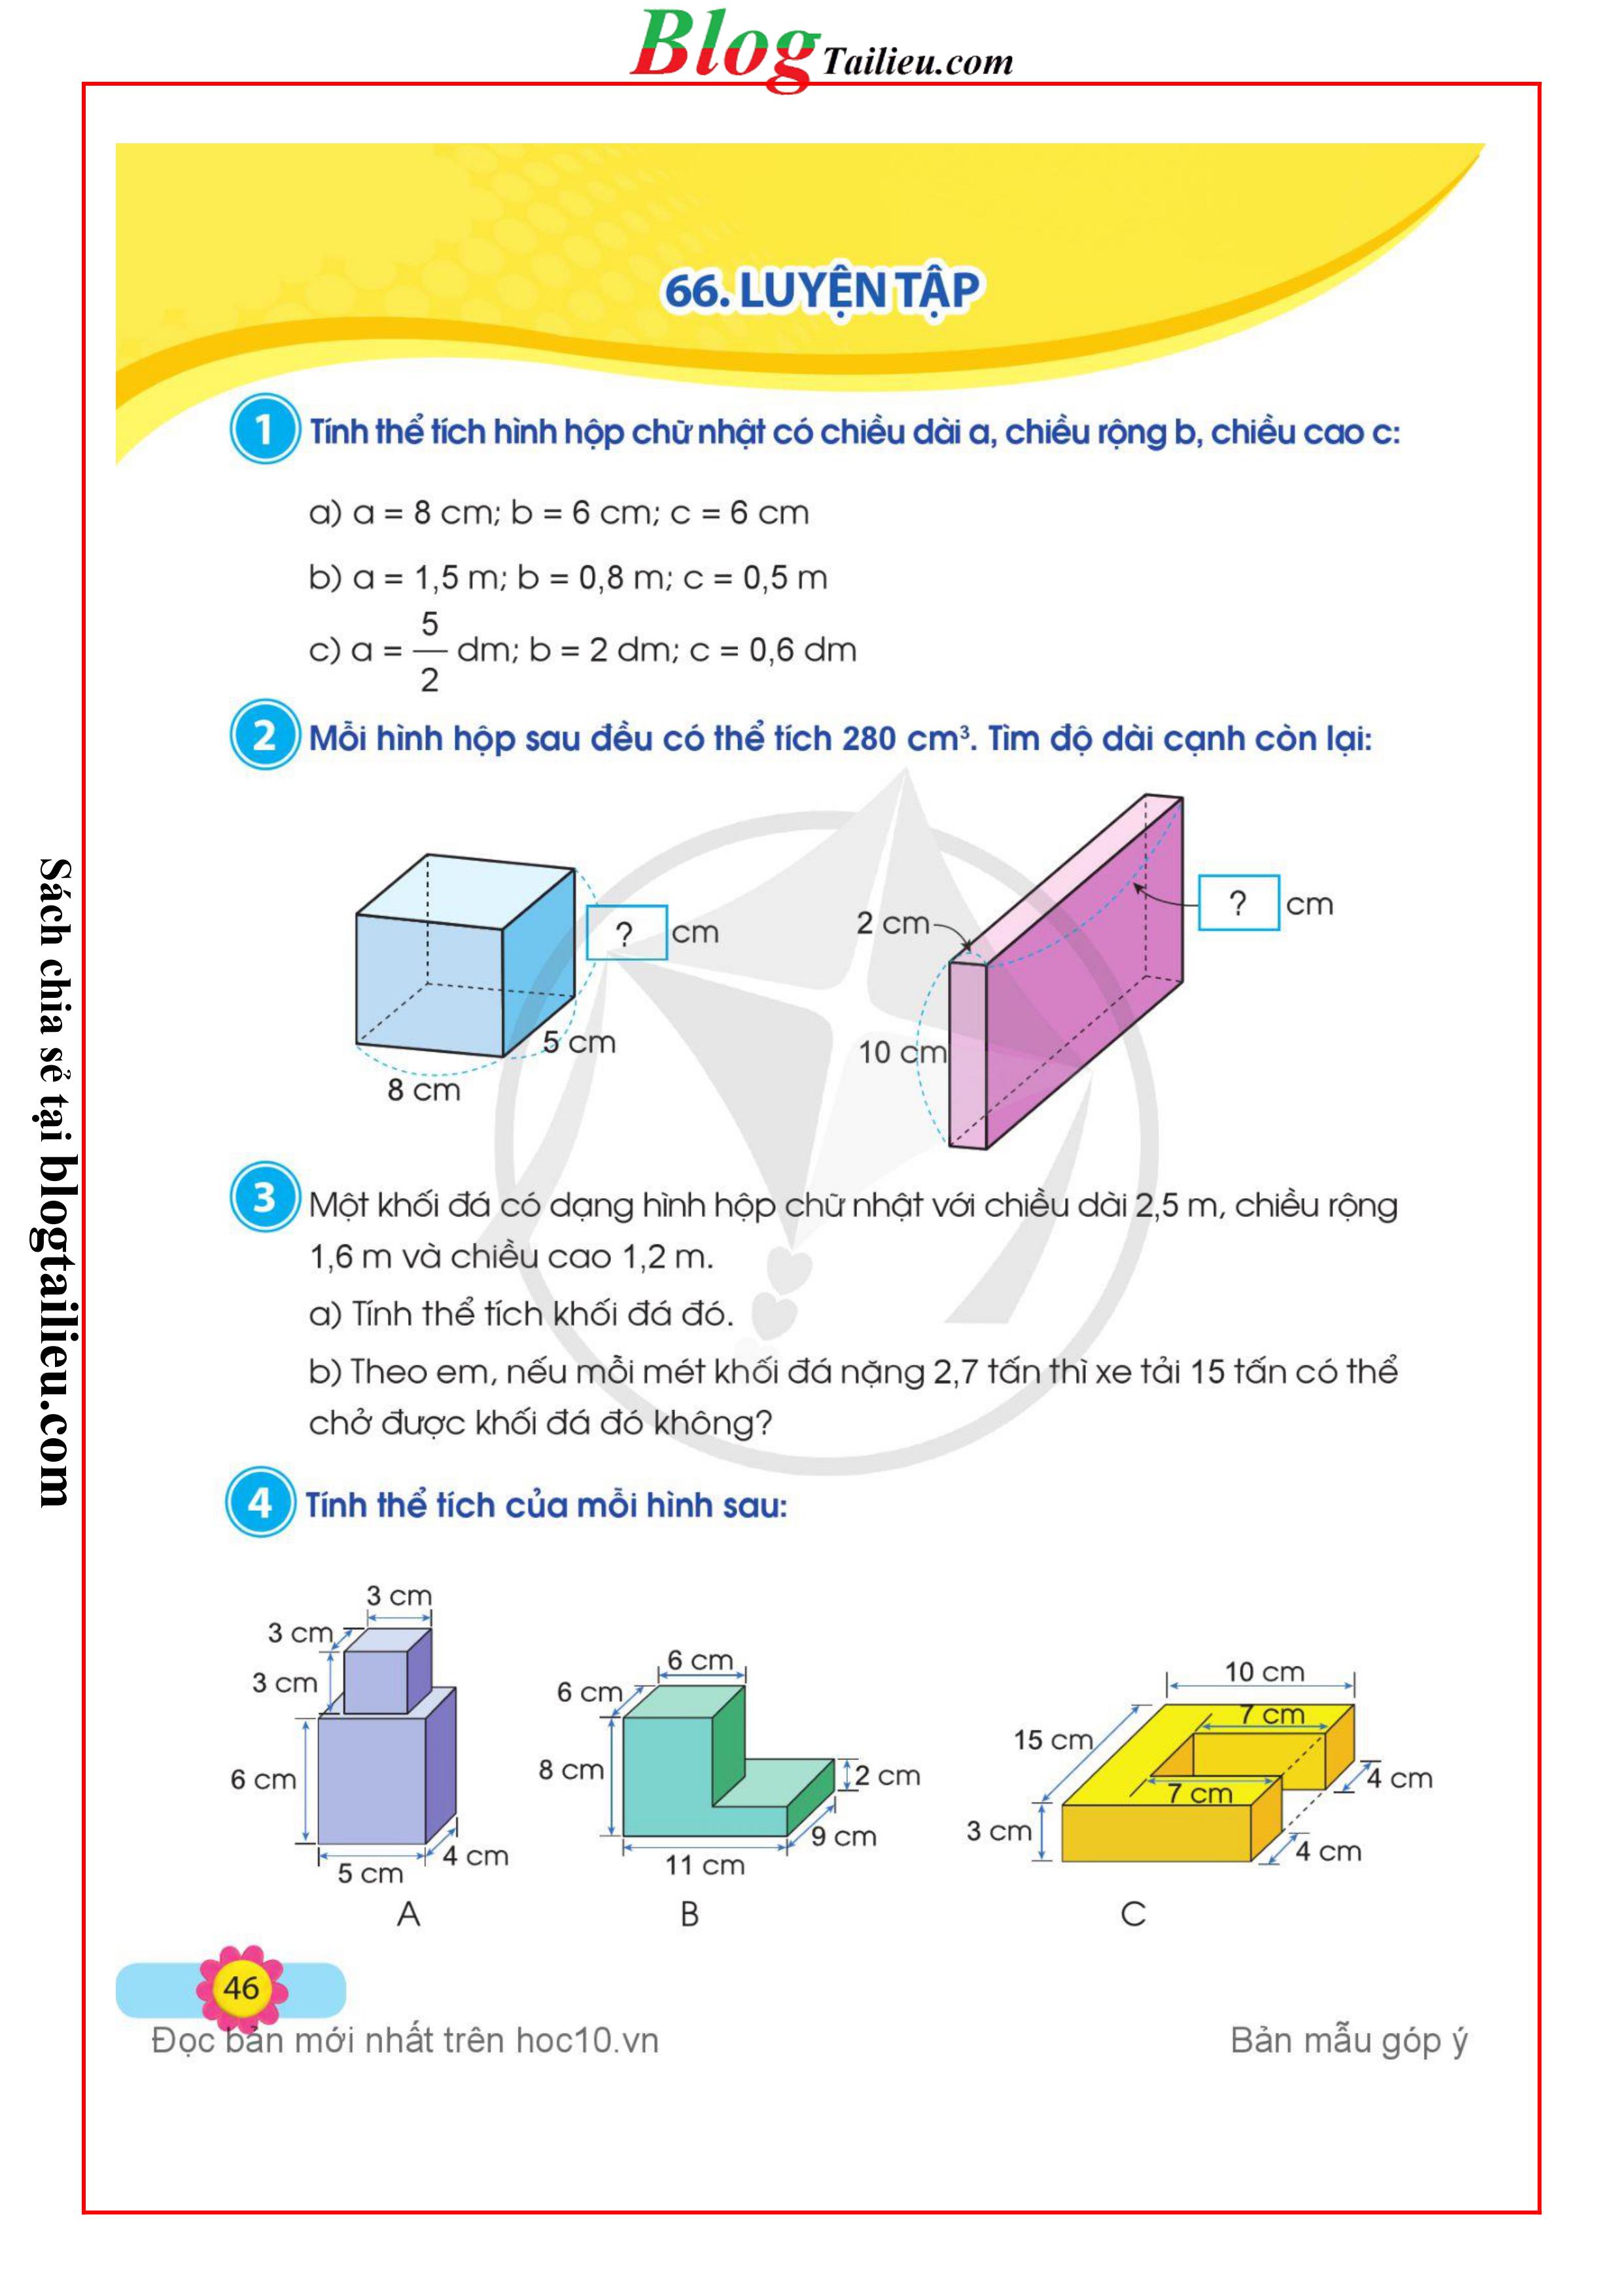 Blog Tailieu.com
66. LUYỆN TẬP
1 Tính thể tích hình hộp chữ nhật có chiều dài a, chiều rộng b, chiều cao c:
a) a = 8 cm; b = 6 cm; c = 6 cm
b) a = 1,5 m; b = 0,8 m; c = 0,5 m
c) a = 5/2 dm; b = 2 dm; c = 0,6 dm
2 Mỗi hình hộp sau đều có thể tích 280 cm³. Tìm độ dài cạnh còn lại:
? cm
5 cm
8 cm
2 cm
? cm
10 cm
3 Một khối đá có dạng hình hộp chữ nhật với chiều dài 2,5 m, chiều rộng
1,6 m và chiều cao 1,2 m.
a) Tính thể tích khối đá đó.
b) Theo em, nếu mỗi mét khối đá nặng 2,7 tấn thì xe tải 15 tấn có thể
chở được khối đá đó không?
4 Tính thể tích của mỗi hình sau:
3 cm
3 cm
3 cm
6 cm
5 cm
4 cm
A
6 cm
6 cm
8 cm
2 cm
9 cm
11 cm
B
10 cm
7 cm
15 cm
7 cm
4 cm
3 cm
4 cm
C
46
Đọc bản mới nhất trên hoc10.vn
Bản mẫu góp ý
Sách chia sẻ tại blogtailieu.com